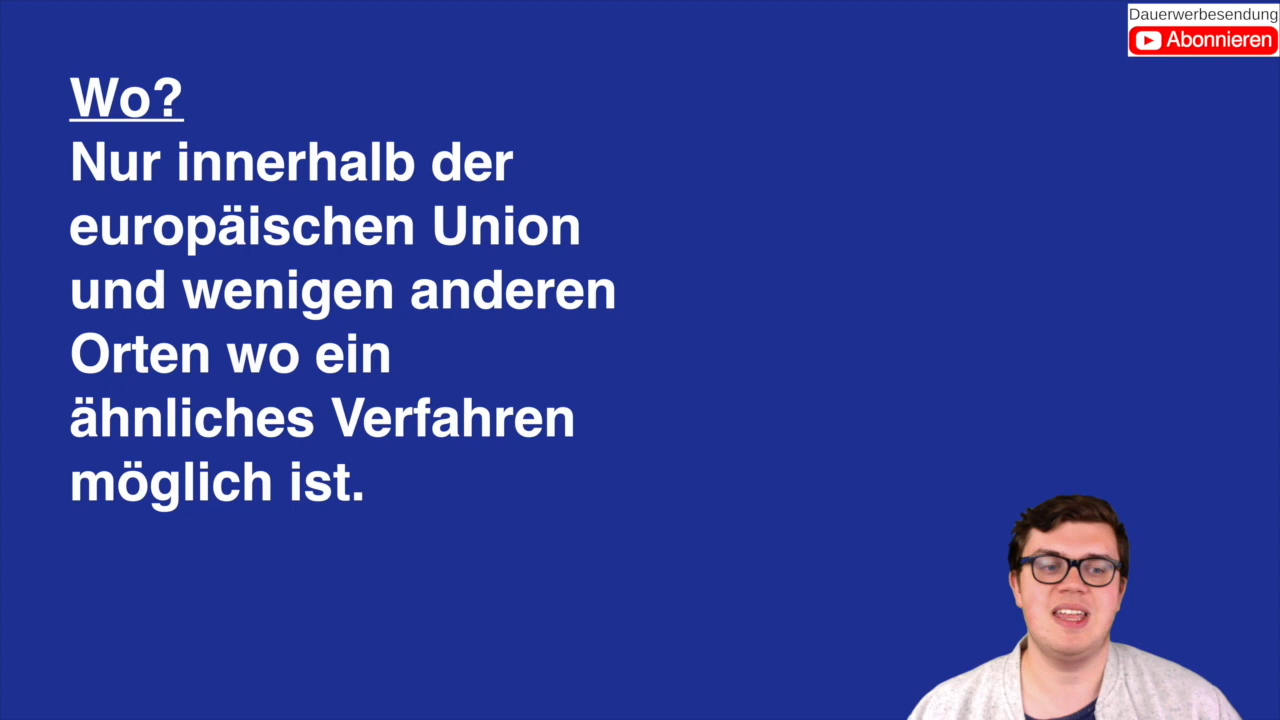 Dauerwerbesendung
Abonnieren
Wo?
Nur innerhalb der
europäischen Union
und wenigen anderen
Orten wo ein
ähnliches Verfahren
möglich ist.